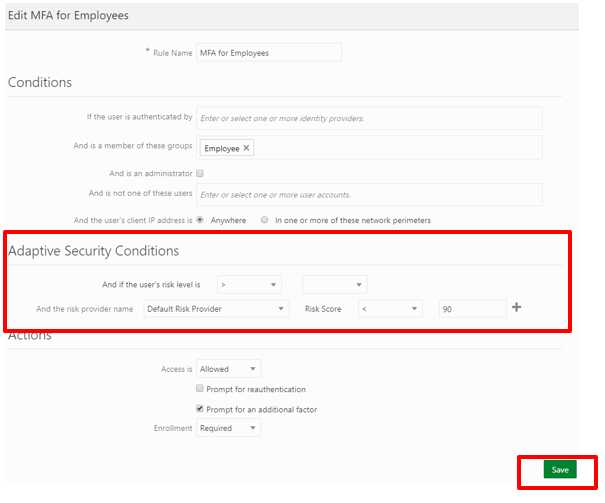 Edit MFA for Employees
* Rule Name MFA for Employees
Conditions
If the user is authenticated by Enter or select one or more identity providers.
And is a member of these groups Employee ×
And is an administrator
And is not one of these users Enter or select one or more user accounts.
And the user's client IP address is Anywhere In one or more of these network perimeters
Adaptive Security Conditions
And if the user's risk level is >
And the risk provider name Default Risk Provider Risk Score < 90 +
Actions
Access is Allowed
Prompt for reauthentication
Prompt for an additional factor
Enrollment Required
Save